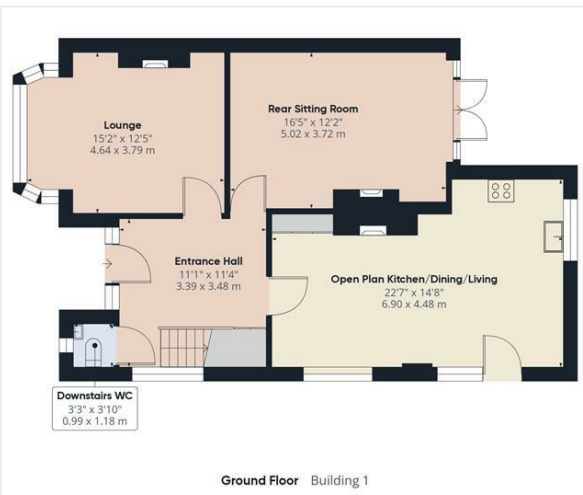 Lounge
15'2" x 12'5"
4.64 x 3.79 m
Rear Sitting Room
16'5" x 12'2"
5.02 x 3.72 m
Entrance Hall
11'1" x 11'4"
3.39 x 3.48 m
Open Plan Kitchen/Dining/Living
22'7" x 14'8"
6.90 x 4.48 m
Downstairs WC
3'3" x 3'10"
0.99 x 1.18 m
Ground Floor Building 1